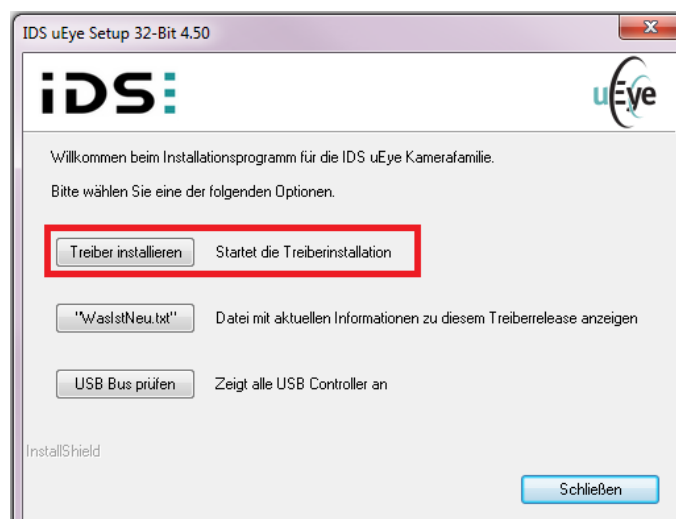 IDS uEye Setup 32-Bit 4.50
iDS
uEye
Willkommen beim Installationsprogramm für die IDS uEye Kamerafamilie.
Bitte wählen Sie eine der folgenden Optionen.
Treiber installieren Startet die Treiberinstallation
"WasIstNeu.txt" Datei mit aktuellen Informationen zu diesem Treiberrelease anzeigen
USB Bus prüfen Zeigt alle USB Controller an
InstallShield
Schließen